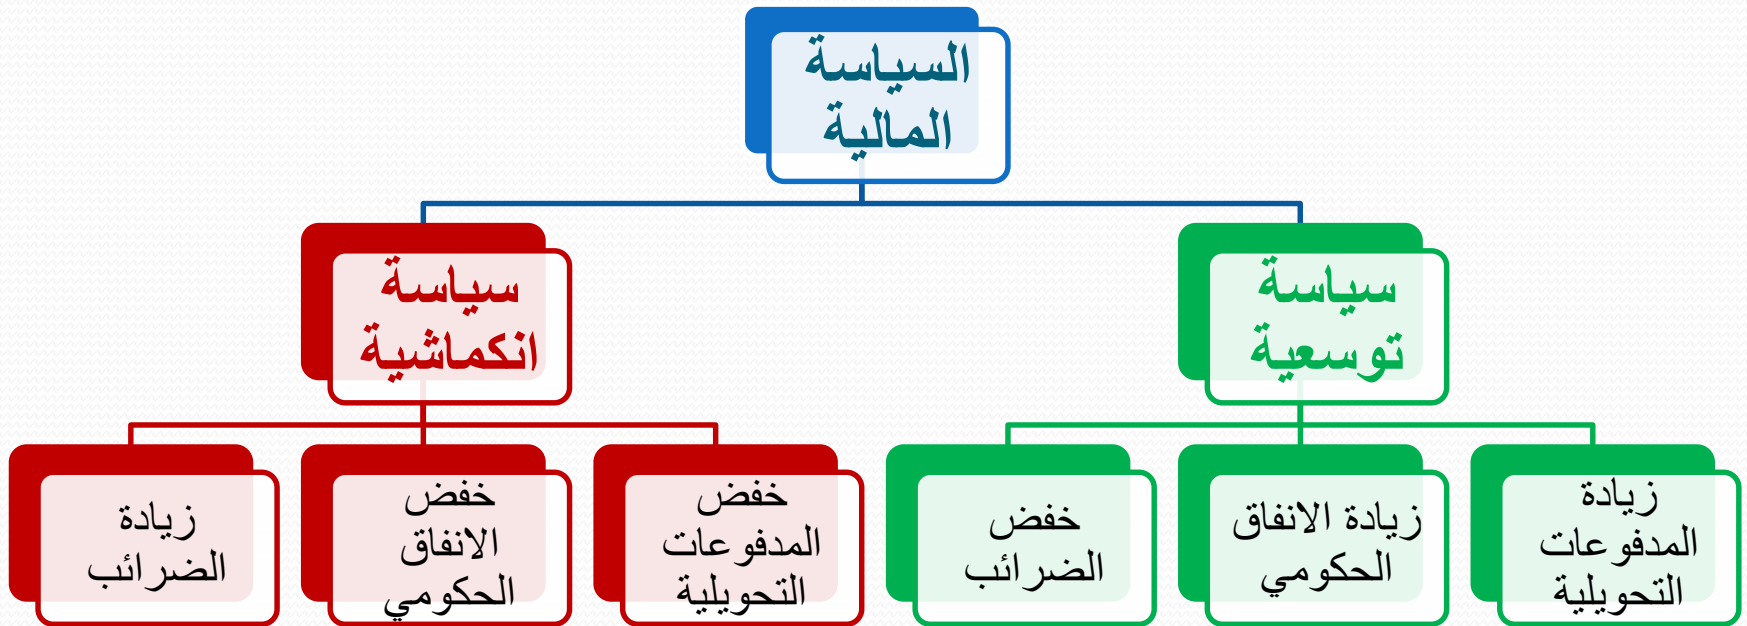 السياسة
المالية
سياسة
توسعية
سياسة
انكماشية
زيادة
المدفوعات
التحويلية
زيادة الانفاق
الحكومي
خفض
الضرائب
خفض
المدفوعات
التحويلية
خفض
الانفاق
الحكومي
زيادة
الضرائب